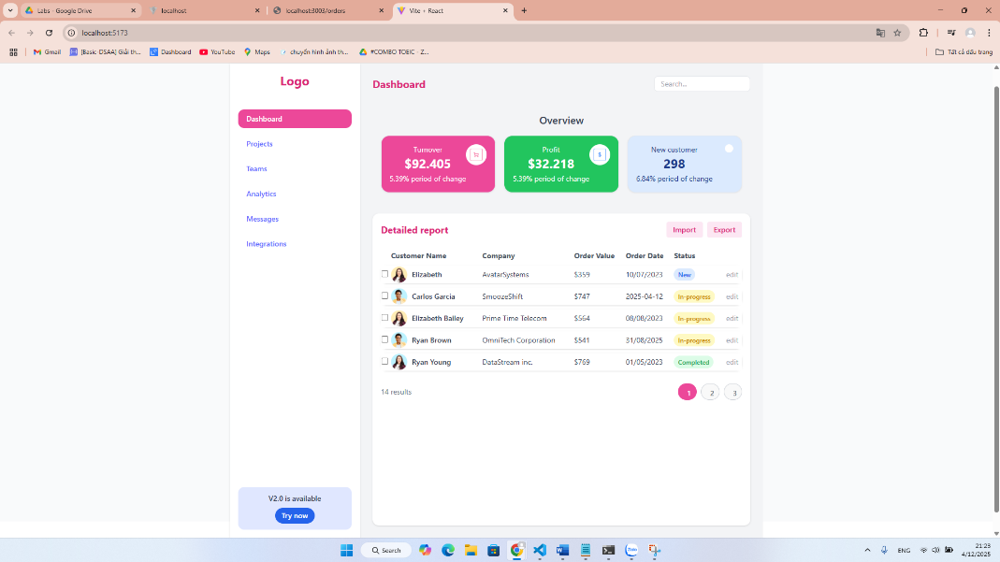 Labs - Google Drive
localhost
localhost:3003/orders
Vite + React
localhost:5173
Gmail
[Basic-DSAA] Giải th...
Dashboard
YouTube
Maps
chuyển hình ảnh th...
#COMBO TOEIC - Z...
Tất cả dấu trang
Logo
Dashboard
Projects
Teams
Analytics
Messages
Integrations
V2.0 is available
Try now
Dashboard
Search...
Overview
Turnover
$92.405
5.39% period of change
Profit
$32.218
5.39% period of change
$
New customer
298
6.84% period of change
Detailed report
Import Export
Customer Name Company Order Value Order Date Status
Elizabeth AvatarSystems $359 10/07/2023 New edit
Carlos Garcia SmoozeShift $747 2025-04-12 In-progress edit
Elizabeth Bailey Prime Time Telecom $564 08/08/2023 In-progress edit
Ryan Brown OmniTech Corporation $541 31/08/2025 In-progress edit
Ryan Young DataStream inc. $769 01/05/2023 Completed edit
14 results 1 2 3
Search
Zalo
ENG
21:23
4/12/2025